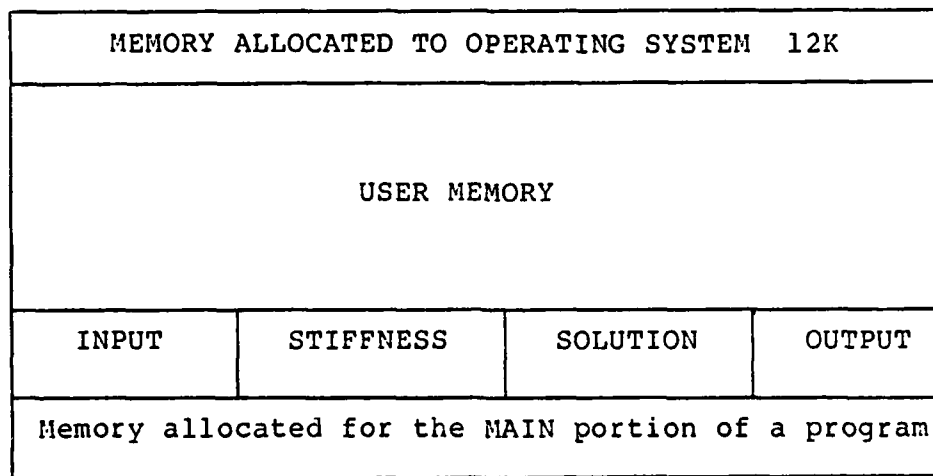 MEMORY ALLOCATED TO OPERATING SYSTEM 12K
USER MEMORY
INPUT STIFFNESS SOLUTION OUTPUT
Memory allocated for the MAIN portion of a program